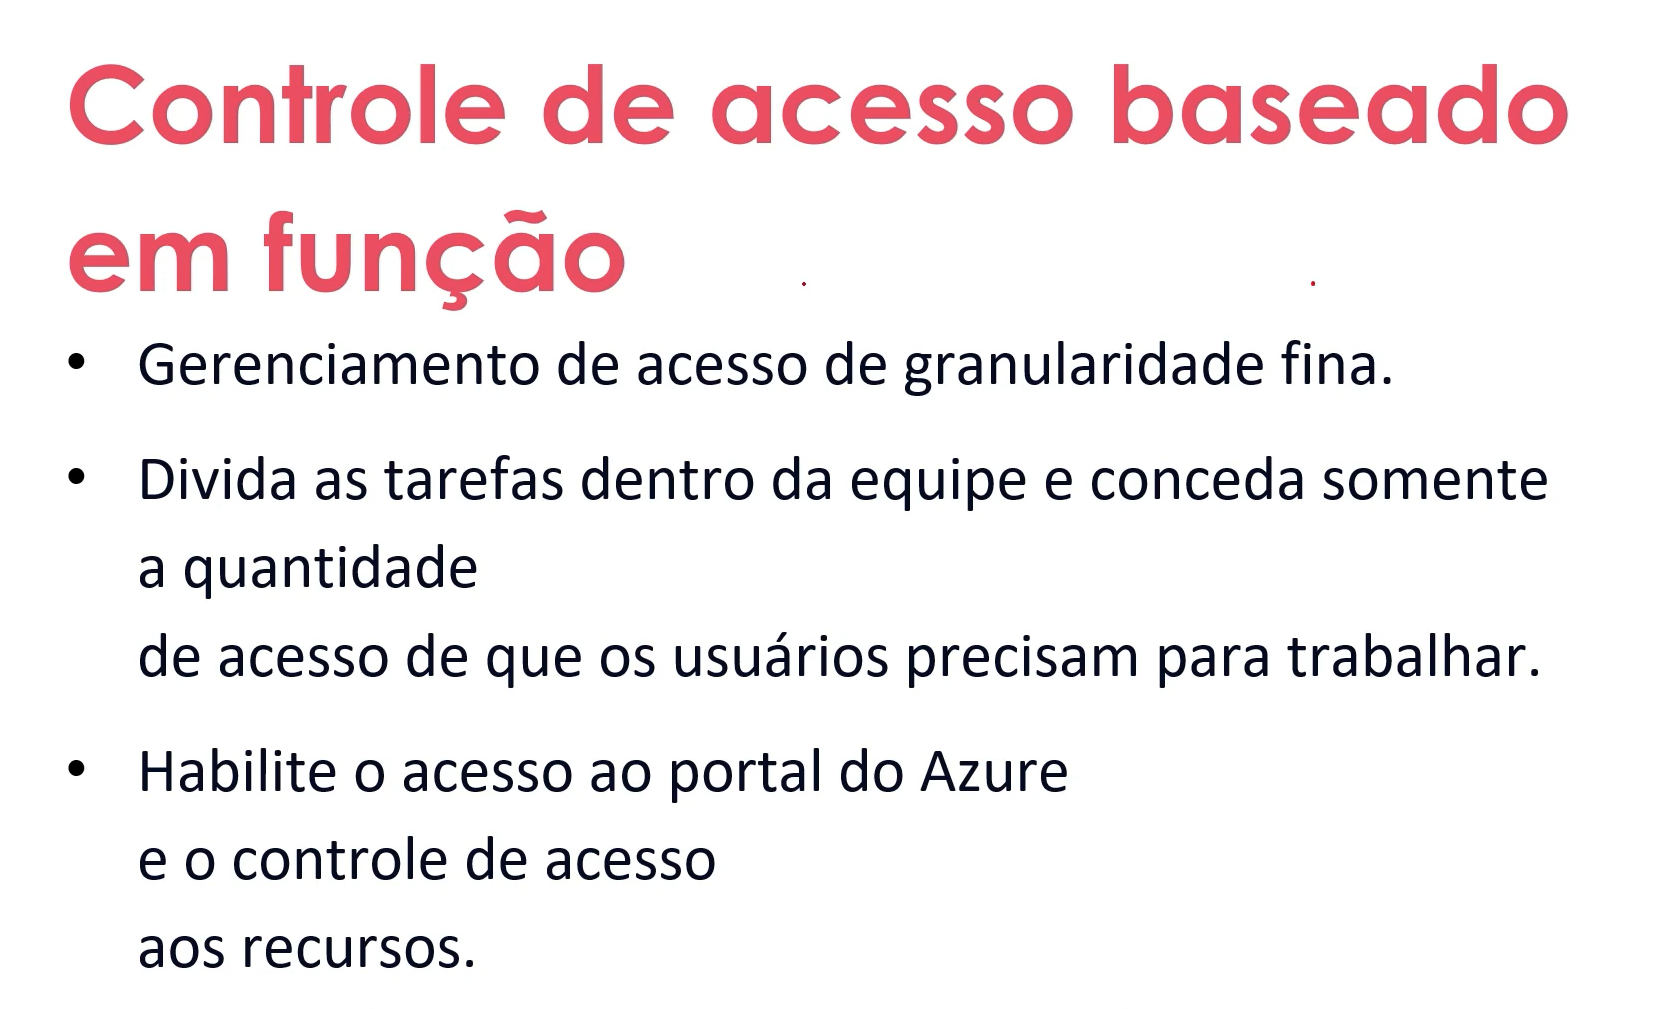 Controle de acesso baseado
em função
• Gerenciamento de acesso de granularidade fina.
• Divida as tarefas dentro da equipe e conceda somente
a quantidade
de acesso de que os usuários precisam para trabalhar.
• Habilite o acesso ao portal do Azure
e o controle de acesso
aos recursos.